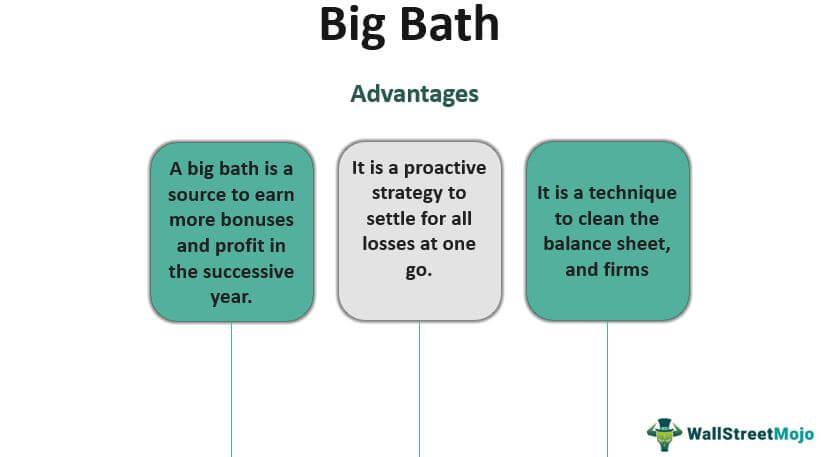 Big Bath
Advantages
A big bath is a
source to earn
more bonuses
and profit in
the successive
year.
It is a proactive
strategy to
settle for all
losses at one
go.
It is a technique
to clean the
balance sheet,
and firms
WallStreetMojo